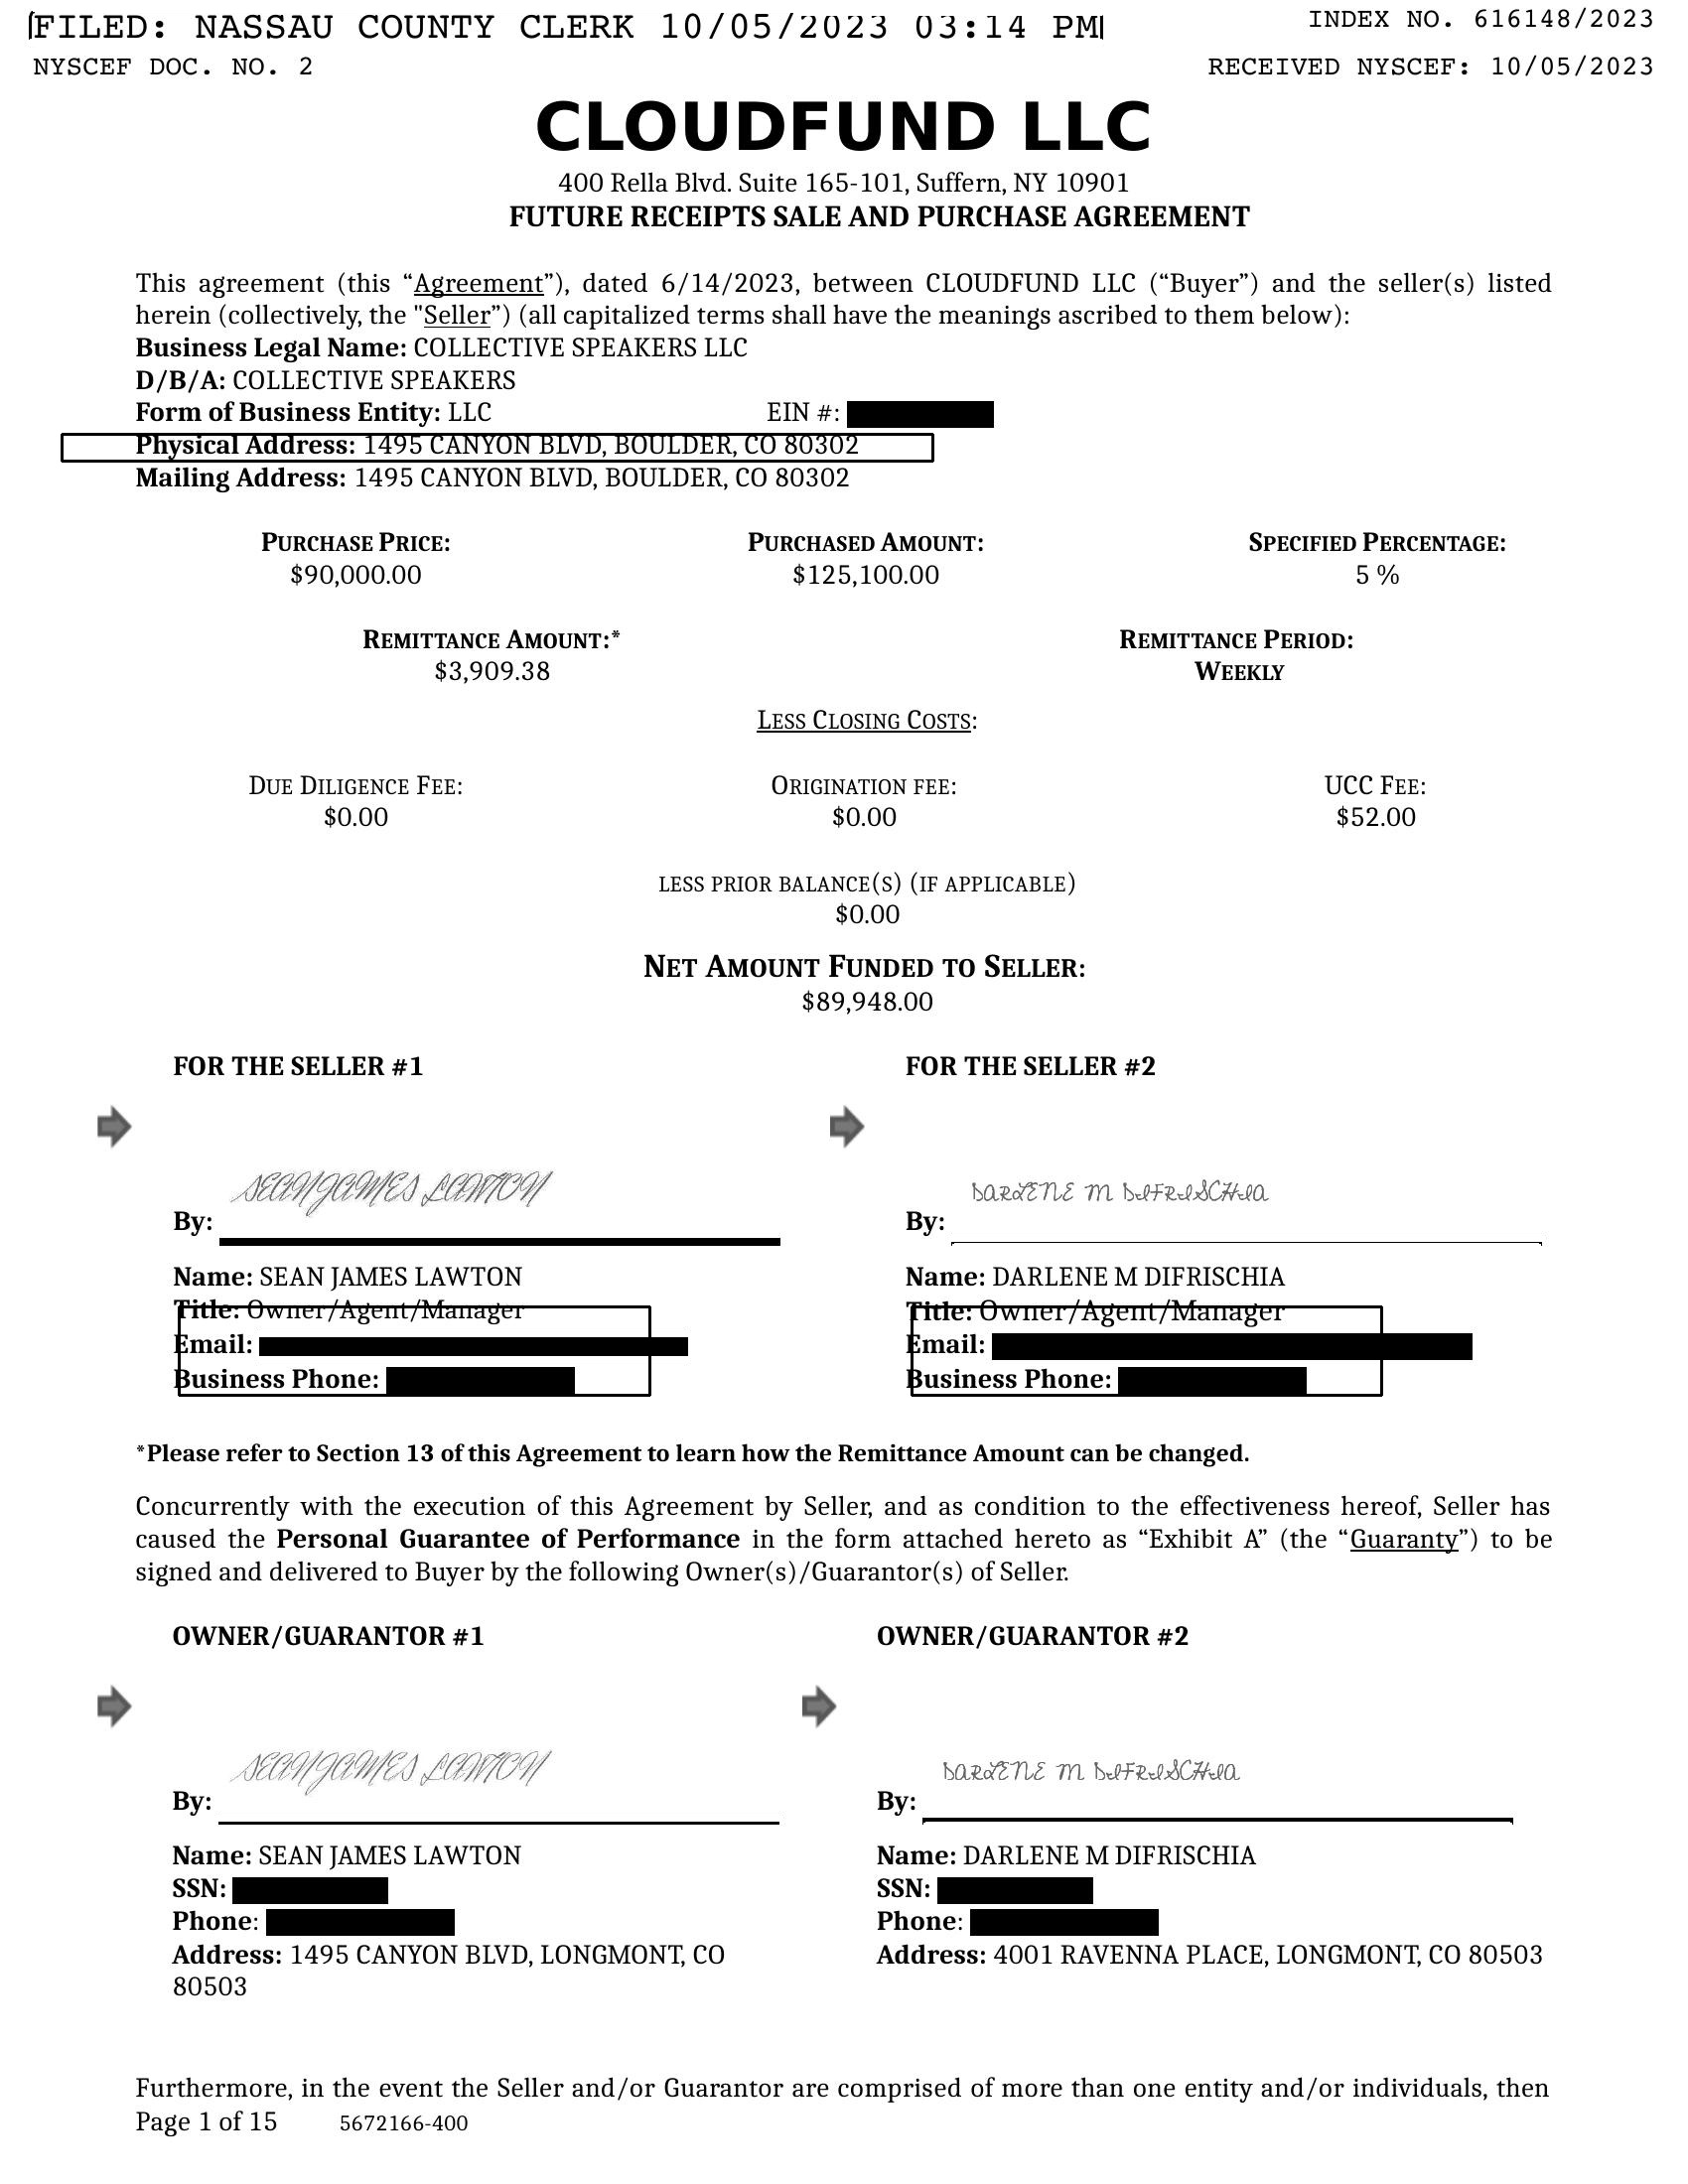 FILED: NASSAU COUNTY CLERK 10/05/2023 03:14 PM
INDEX NO. 616148/2023
NYSCEF DOC. NO. 2
RECEIVED NYSCEF: 10/05/2023
CLOUDFUND LLC
400 Rella Blvd. Suite 165-101, Suffern, NY 10901
FUTURE RECEIPTS SALE AND PURCHASE AGREEMENT
This agreement (this “Agreement”), dated 6/14/2023, between CLOUDFUND LLC (“Buyer”) and the seller(s) listed
herein (collectively, the "Seller”) (all capitalized terms shall have the meanings ascribed to them below):
Business Legal Name: COLLECTIVE SPEAKERS LLC
D/B/A: COLLECTIVE SPEAKERS
Form of Business Entity: LLC EIN #:
Physical Address: 1495 CANYON BLVD, BOULDER, CO 80302
Mailing Address: 1495 CANYON BLVD, BOULDER, CO 80302
PURCHASE PRICE: PURCHASED AMOUNT: SPECIFIED PERCENTAGE:
$90,000.00 $125,100.00 5 %
REMITTANCE AMOUNT:* REMITTANCE PERIOD:
$3,909.38 WEEKLY
LESS CLOSING COSTS:
DUE DILIGENCE FEE: ORIGINATION FEE: UCC FEE:
$0.00 $0.00 $52.00
LESS PRIOR BALANCE(S) (IF APPLICABLE)
$0.00
NET AMOUNT FUNDED TO SELLER:
$89,948.00
FOR THE SELLER #1 FOR THE SELLER #2
SEAN JAMES LAWTON DARLENE M DIFRISCHIA
By: By:
Name: SEAN JAMES LAWTON Name: DARLENE M DIFRISCHIA
Title: Owner/Agent/Manager Title: Owner/Agent/Manager
Email: Email:
Business Phone: Business Phone:
*Please refer to Section 13 of this Agreement to learn how the Remittance Amount can be changed.
Concurrently with the execution of this Agreement by Seller, and as condition to the effectiveness hereof, Seller has
caused the Personal Guarantee of Performance in the form attached hereto as “Exhibit A” (the “Guaranty”) to be
signed and delivered to Buyer by the following Owner(s)/Guarantor(s) of Seller.
OWNER/GUARANTOR #1 OWNER/GUARANTOR #2
SEAN JAMES LAWTON DARLENE M DIFRISCHIA
By: By:
Name: SEAN JAMES LAWTON Name: DARLENE M DIFRISCHIA
SSN: SSN:
Phone: Phone:
Address: 1495 CANYON BLVD, LONGMONT, CO Address: 4001 RAVENNA PLACE, LONGMONT, CO 80503
80503
Furthermore, in the event the Seller and/or Guarantor are comprised of more than one entity and/or individuals, then
Page 1 of 15 5672166-400